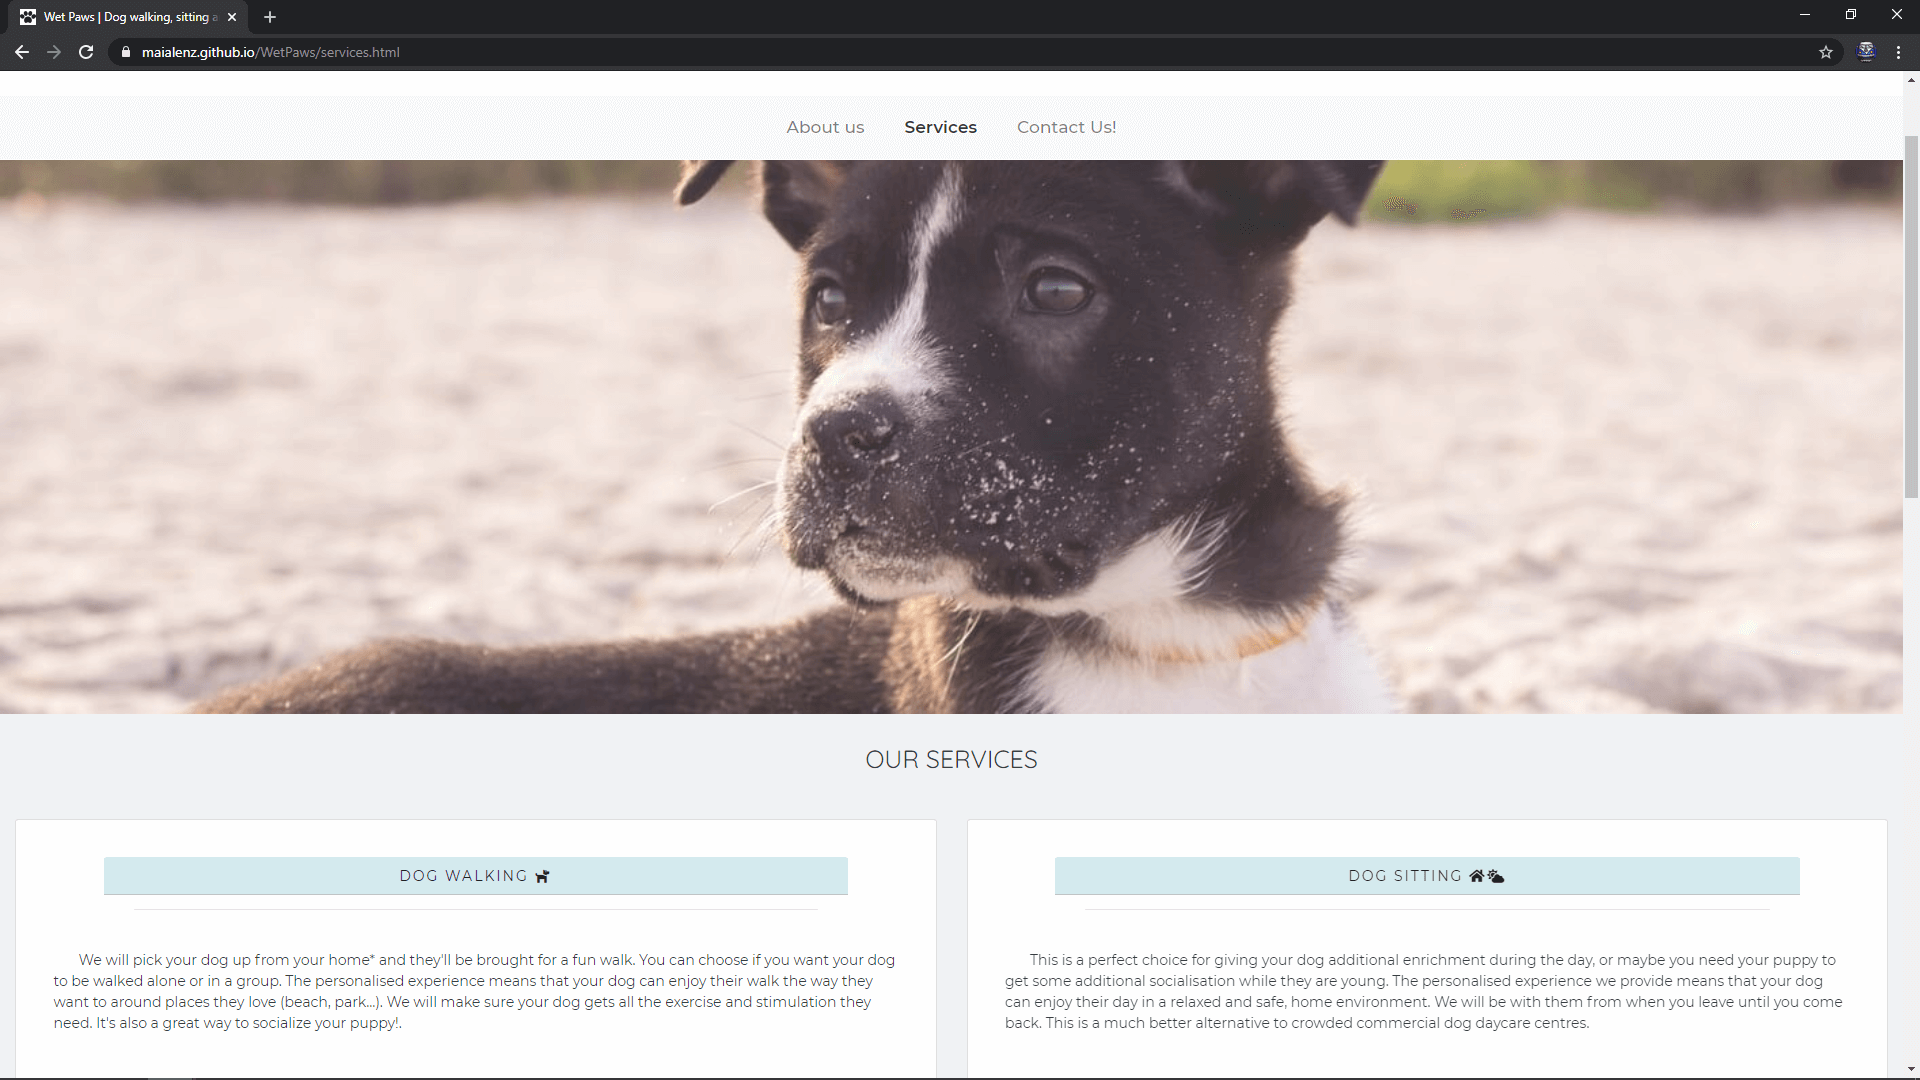 Wet Paws | Dog walking, sitting a
maialenz.github.io/WetPaws/services.html
About us Services Contact Us!
OUR SERVICES
DOG WALKING
We will pick your dog up from your home* and they'll be brought for a fun walk. You can choose if you want your dog
to be walked alone or in a group. The personalised experience means that your dog can enjoy their walk the way they
want to around places they love (beach, park...). We will make sure your dog gets all the exercise and stimulation they
need. It's also a great way to socialize your puppy!.
DOG SITTING
This is a perfect choice for giving your dog additional enrichment during the day, or maybe you need your puppy to
get some additional socialisation while they are young. The personalised experience we provide means that your dog
can enjoy their day in a relaxed and safe, home environment. We will be with them from when you leave until you come
back. This is a much better alternative to crowded commercial dog daycare centres.